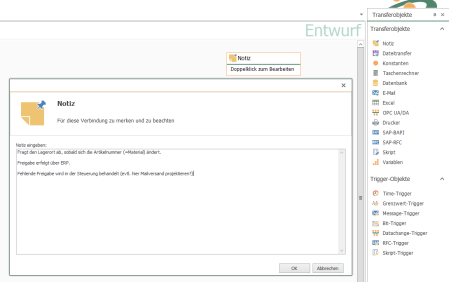 Transferobjekte
Entwurf
Transferobjekte
Notiz
Doppelklick zum Bearbeiten
Notiz
Dateitransfer
Konstanten
Taschenrechner
Datenbank
E-Mail
Excel
OPC UA/DA
Drucker
SAP-BAPI
SAP-RFC
Skript
Variablen
Trigger-Objekte
Time-Trigger
Grenzwert-Trigger
Message-Trigger
Bit-Trigger
Datachange-Trigger
RFC-Trigger
Skript-Trigger
Notiz
Für diese Verbindung zu merken und zu beachten
Notiz eingeben:
Fragt den Lagerort ab, sobald sich die Artikelnummer (=Material) ändert.
Freigabe erfolgt über ERP.
Fehlende Freigabe wird in der Steuerung behandelt (evtl. hier Mailversand projektieren?)
OK
Abbrechen